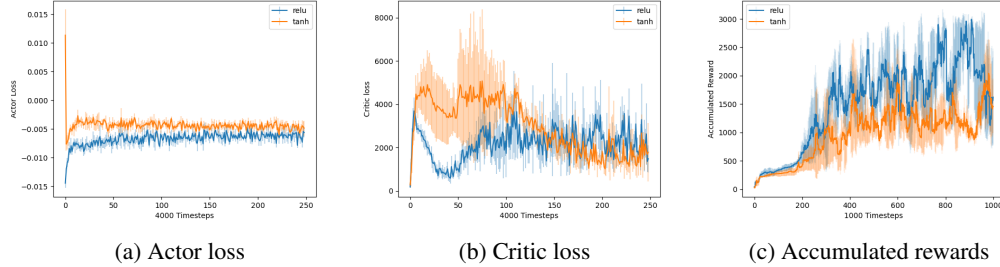 relu
tanh
0.015
0.010
0.005
0.000
−0.005
−0.010
−0.015
Actor Loss
0
50
100
150
200
250
4000 Timesteps
(a) Actor loss
relu
tanh
8000
6000
4000
2000
0
Critic loss
0
50
100
150
200
250
4000 Timesteps
(b) Critic loss
relu
tanh
3000
2500
2000
1500
1000
500
0
Accumulated Reward
0
200
400
600
800
1000
1000 Timesteps
(c) Accumulated rewards